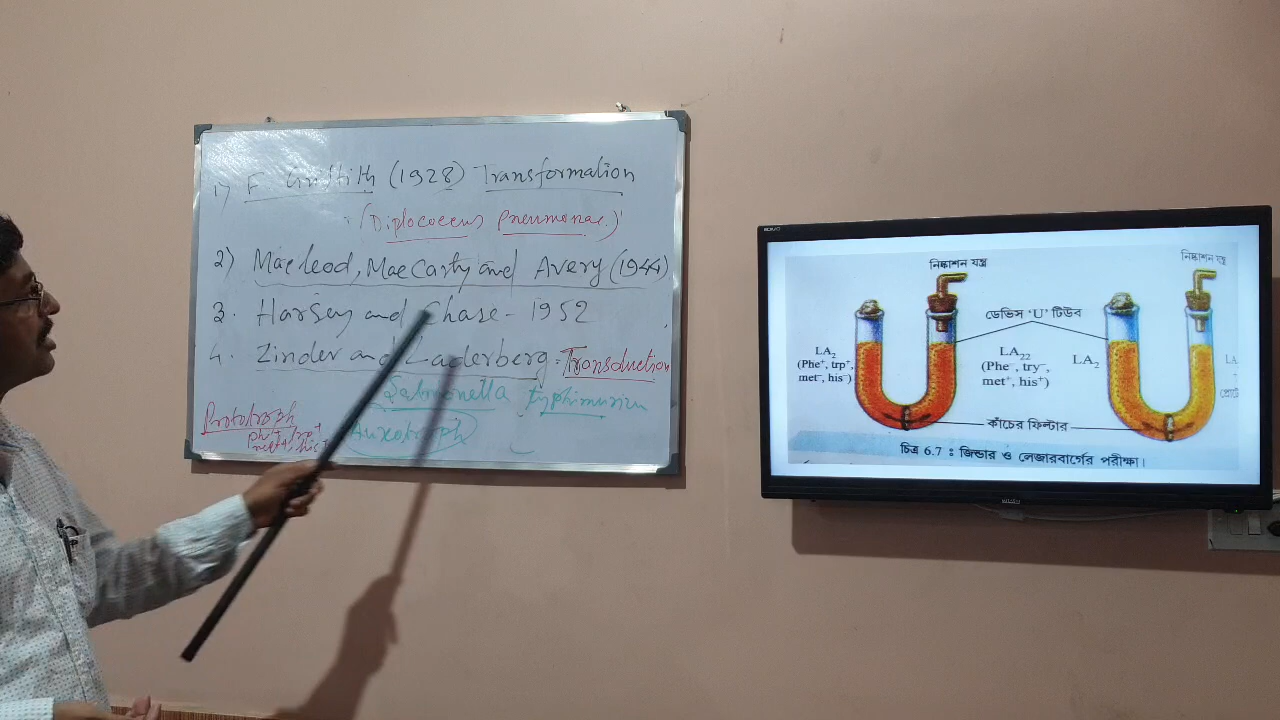 1) F Griffith (1928) Transformation
(Diplococcus pneumonae.)
2) Macleod, MacCarty and Avery (1944)
3. Harsey and Chase - 1952
4. Zinder and Laderberg - Transduction
Salmonella typhimurium
Prototroph
Auxotroph
নিষ্কাশন যন্ত্র
নিষ্কাশন যন্ত্র
ডেভিস ‘U’ টিউব
LA₂
(Phe⁺, trp⁺,
met⁻, his⁻)
LA₂₂
(Phe⁻, try⁻,
met⁺, his⁺)
LA₂
LA
কাঁচের ফিল্টার
চিত্র 6.7 : জিন্ডার ও লেজারবার্গের পরীক্ষা।